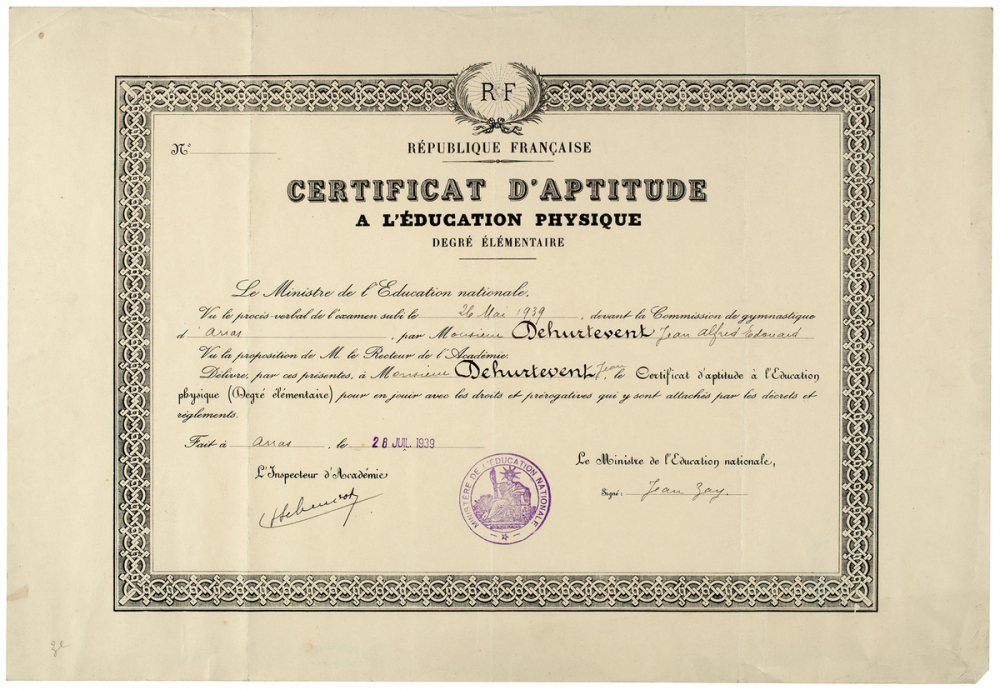 RF
RÉPUBLIQUE FRANÇAISE
N°
CERTIFICAT D'APTITUDE
A L'ÉDUCATION PHYSIQUE
DEGRÉ ÉLÉMENTAIRE
Le Ministre de l'Education nationale,
Vu le procès-verbal de l'examen subi le 26 Mai 1939, devant la Commission de gymnastique
d'Arras, par Monsieur Dehurtevent Jean Alfred Edouard
Vu la proposition de M. le Recteur de l'Académie,
Délivre, par ces présentes, à Monsieur Dehurtevent Jean, le Certificat d'aptitude à l'Education
physique (Degré élémentaire) pour en jouir avec les droits et prérogatives qui y sont attachés par les décrets et
règlements.
Fait à Arras, le 28 JUIL 1939
L'Inspecteur d'Académie
Le Ministre de l'Education nationale,
Signé: Jean Zay.
MINISTÈRE DE L'ÉDUCATION NATIONALE